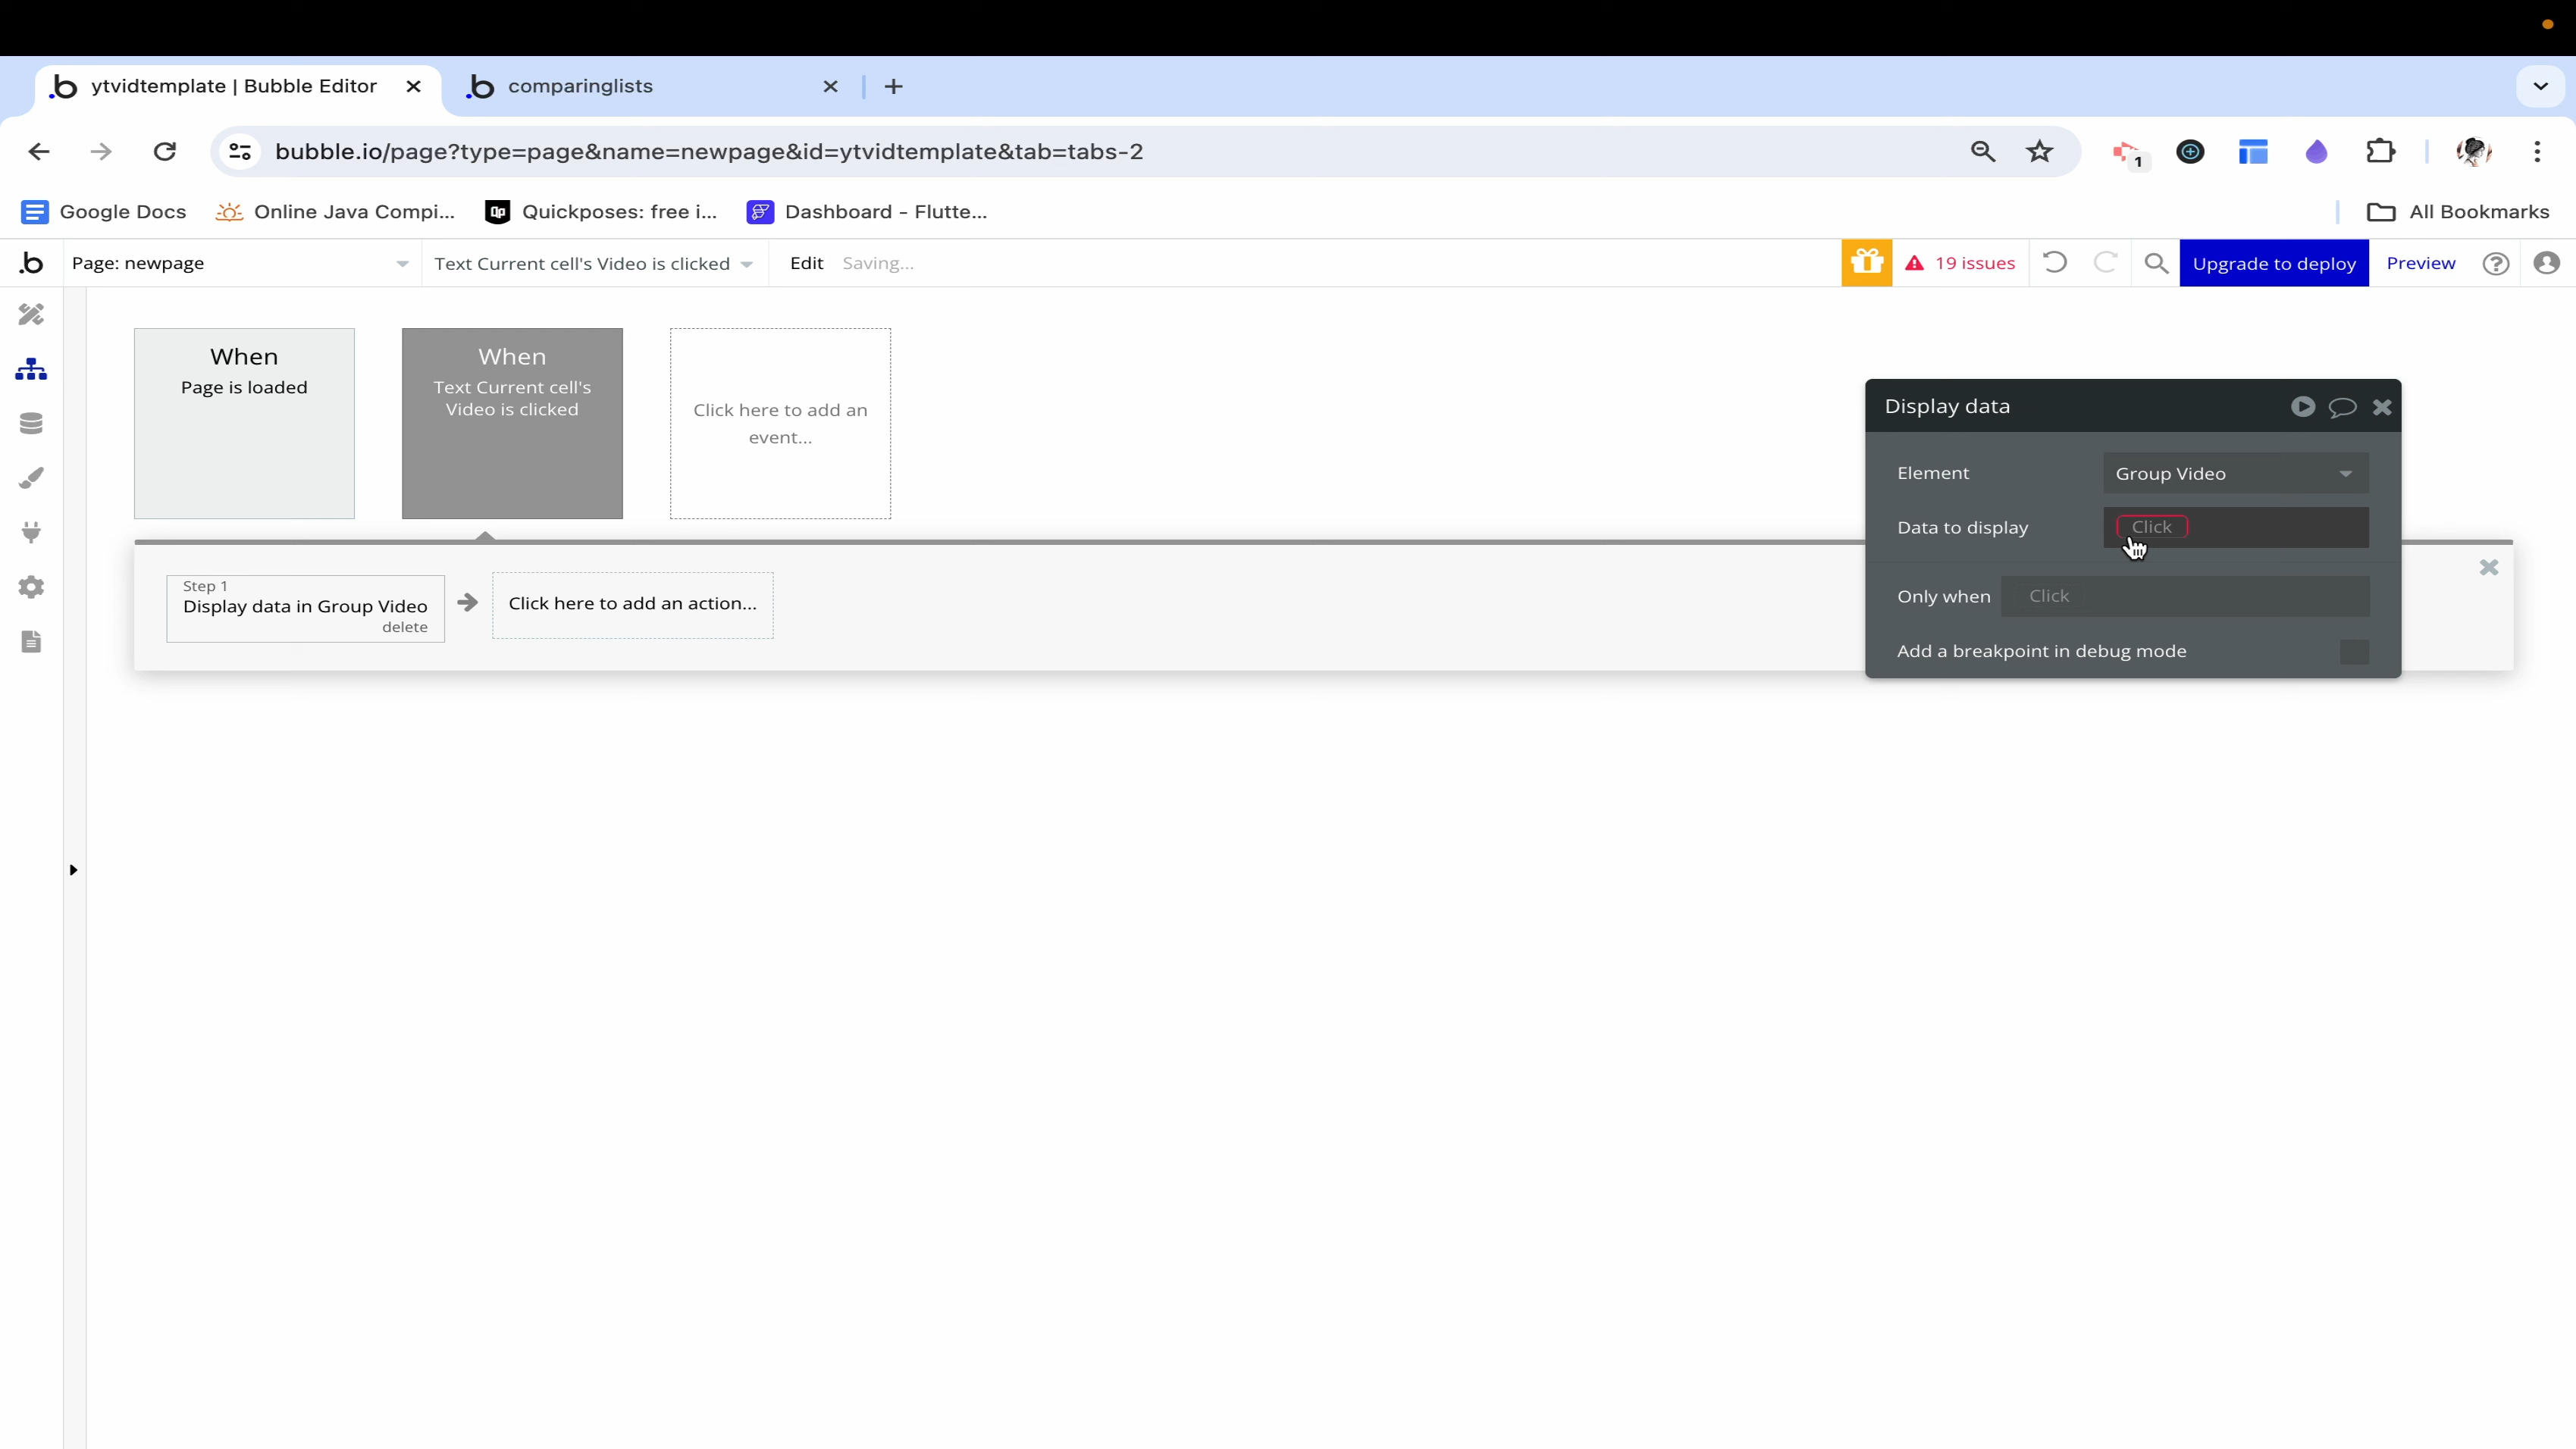 ytvidtemplate | Bubble Editor
comparinglists
bubble.io/page?type=page&name=newpage&id=ytvidtemplate&tab=tabs-2
1
Google Docs
Online Java Compi...
Qp
Quickposes: free i...
Dashboard - Flutte...
All Bookmarks
.b
Page: newpage
Text Current cell's Video is clicked
Edit
Saving...
19 issues
Upgrade to deploy
Preview
When
Page is loaded
When
Text Current cell's
Video is clicked
Click here to add an
event...
Display data
Element
Group Video
Data to display
Click
Only when
Click
Add a breakpoint in debug mode
Step 1
Display data in Group Video
delete
Click here to add an action...